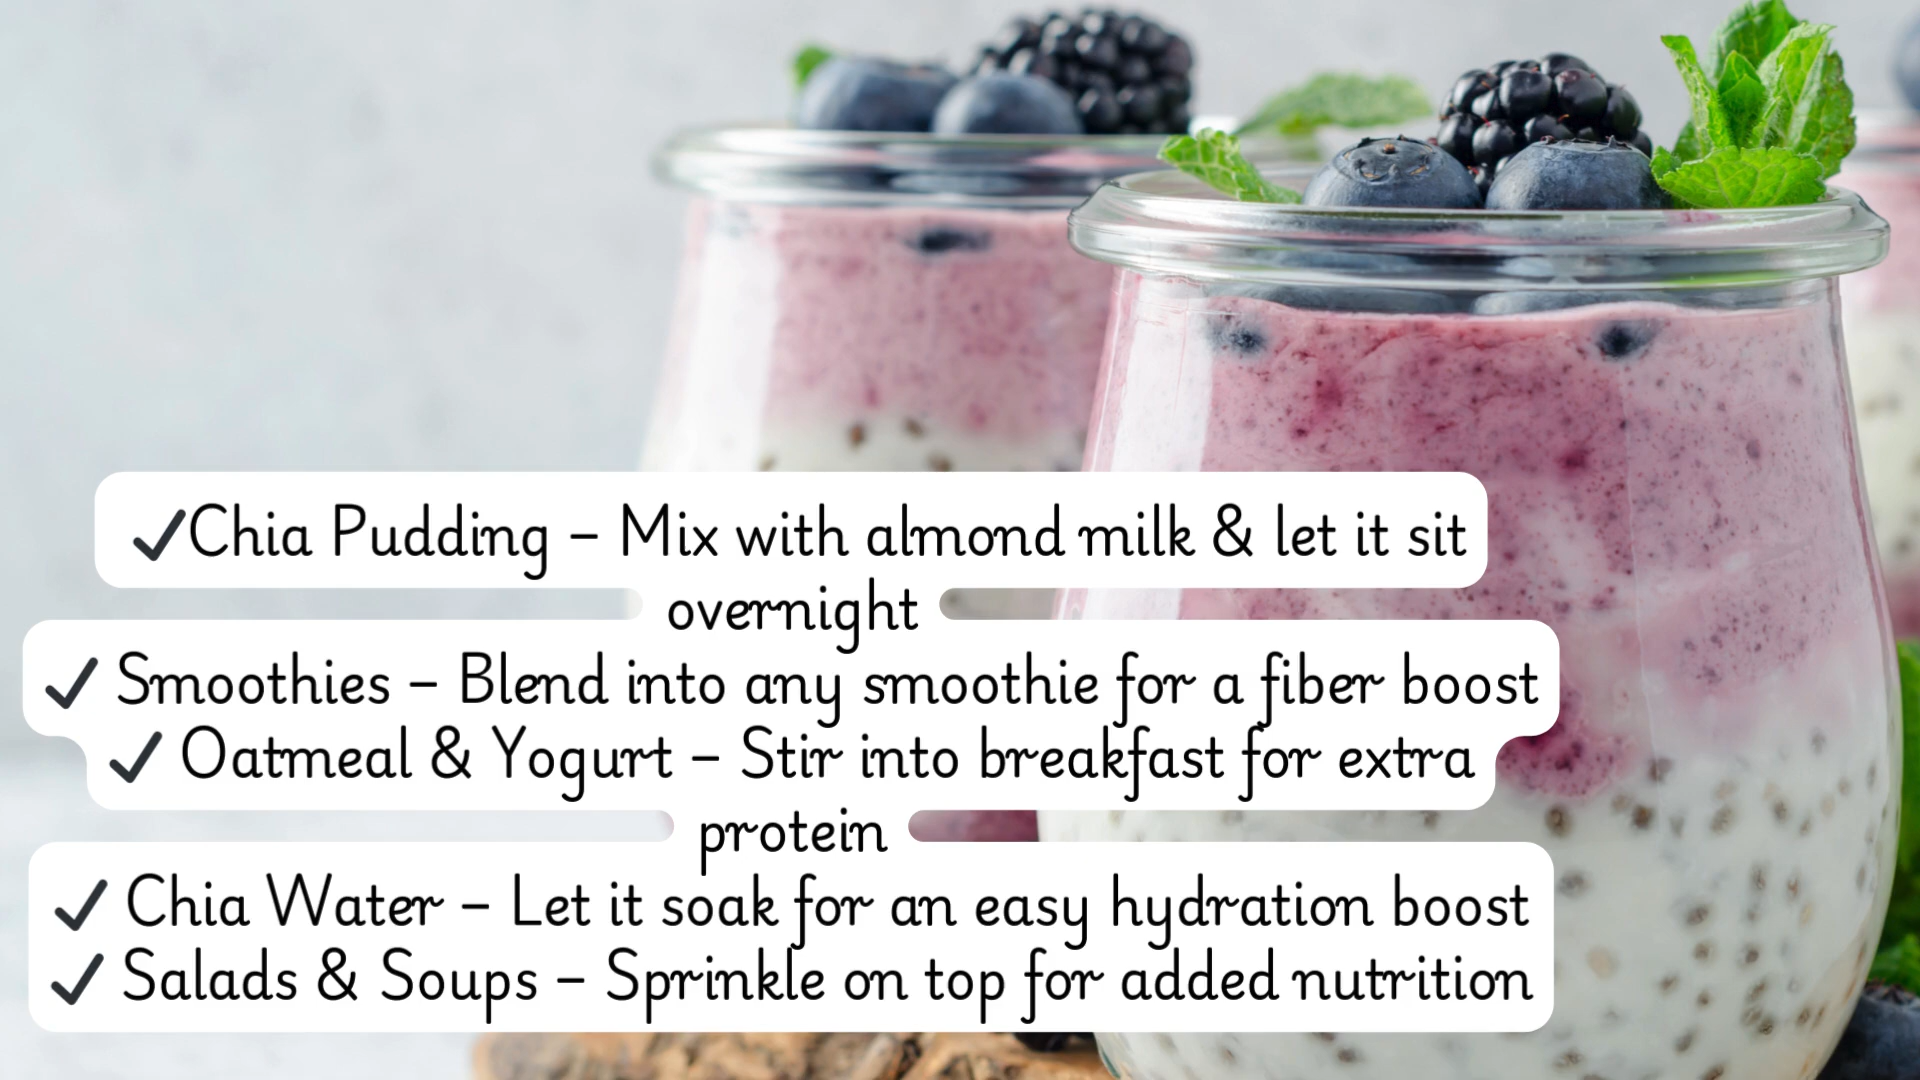 ✓Chia Pudding – Mix with almond milk & let it sit
overnight
✓ Smoothies – Blend into any smoothie for a fiber boost
✓ Oatmeal & Yogurt – Stir into breakfast for extra
protein
✓ Chia Water – Let it soak for an easy hydration boost
✓ Salads & Soups – Sprinkle on top for added nutrition